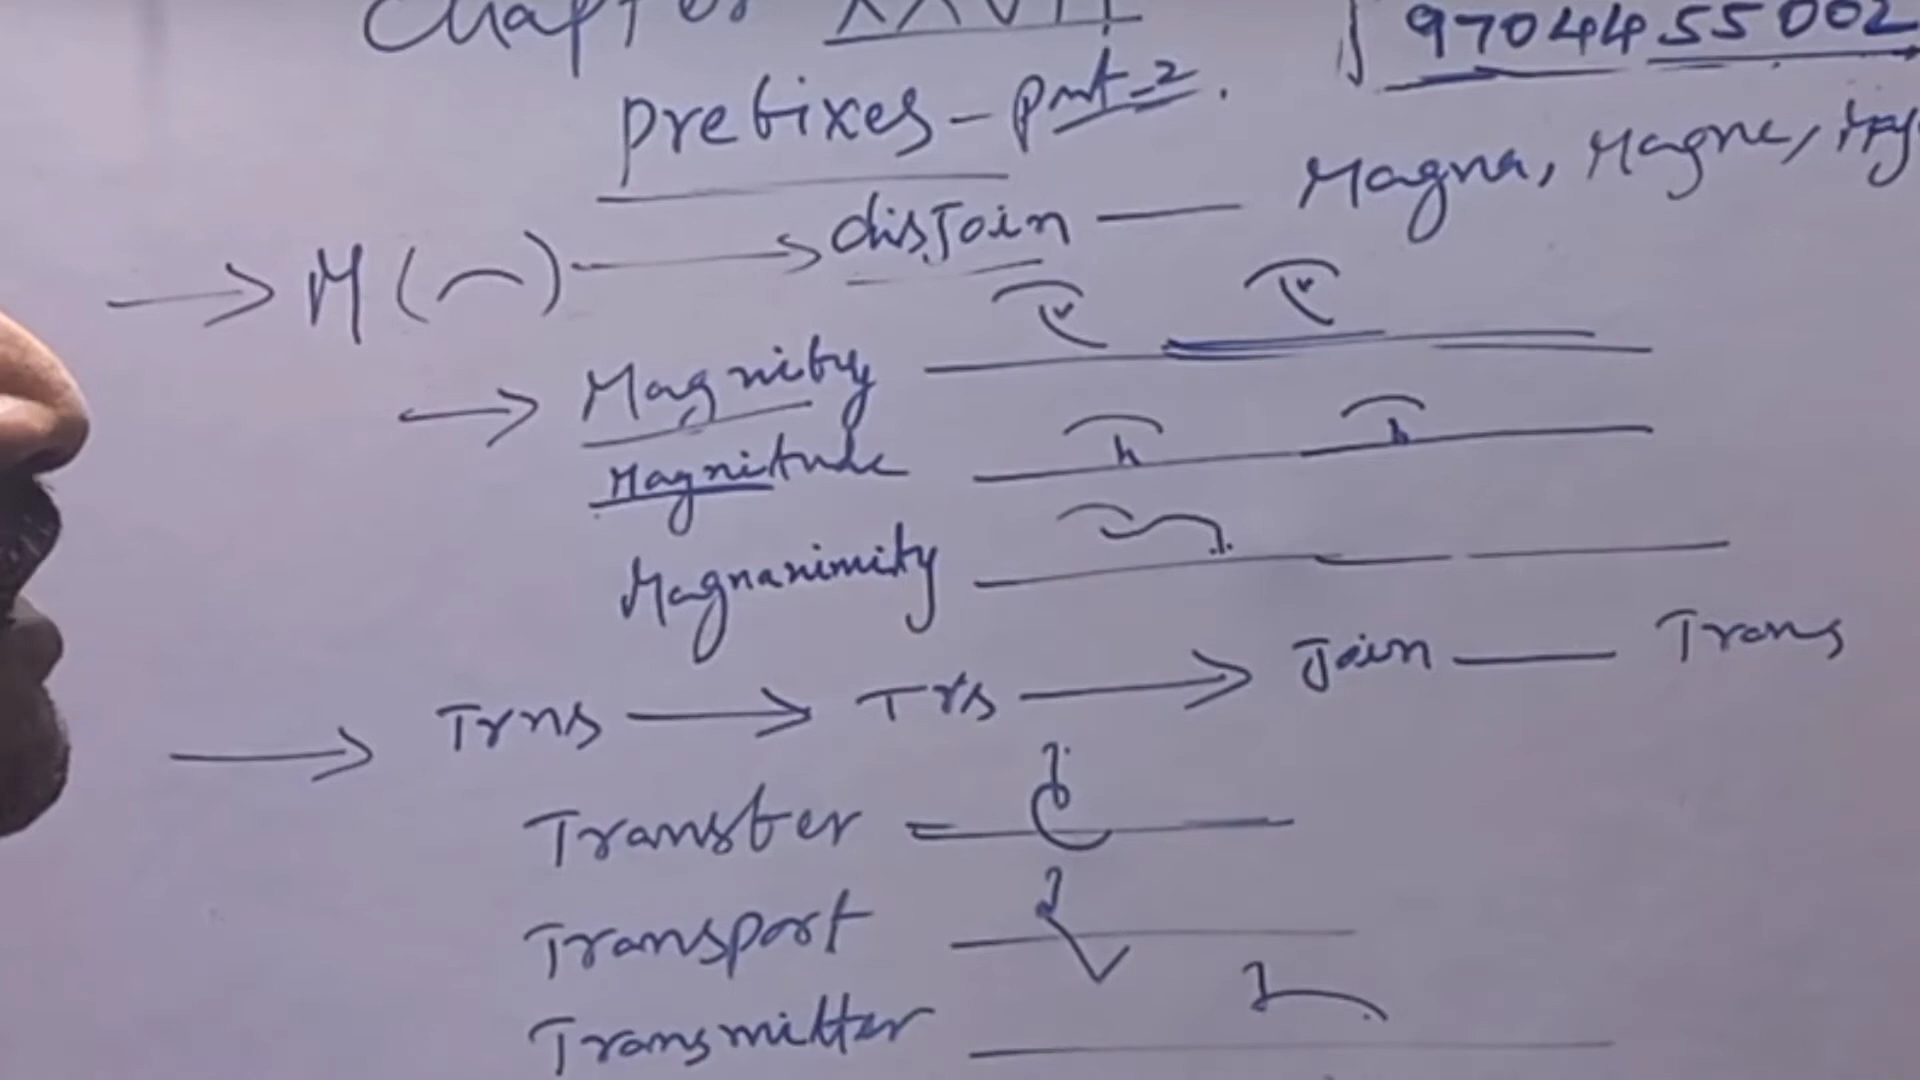 Chapter XXVII
9704455002
prefixes - part-2.
→ M (⌒) → disJoin — Magna, Magne,
→ Magnify
Magnitude
Magnanimity
→ Trns → Trs → Join — Trans
Transfer
Transport
Transmitter